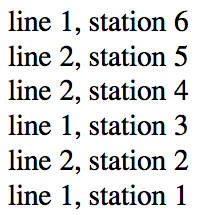 line 1, station 6
line 2, station 5
line 2, station 4
line 1, station 3
line 2, station 2
line 1, station 1